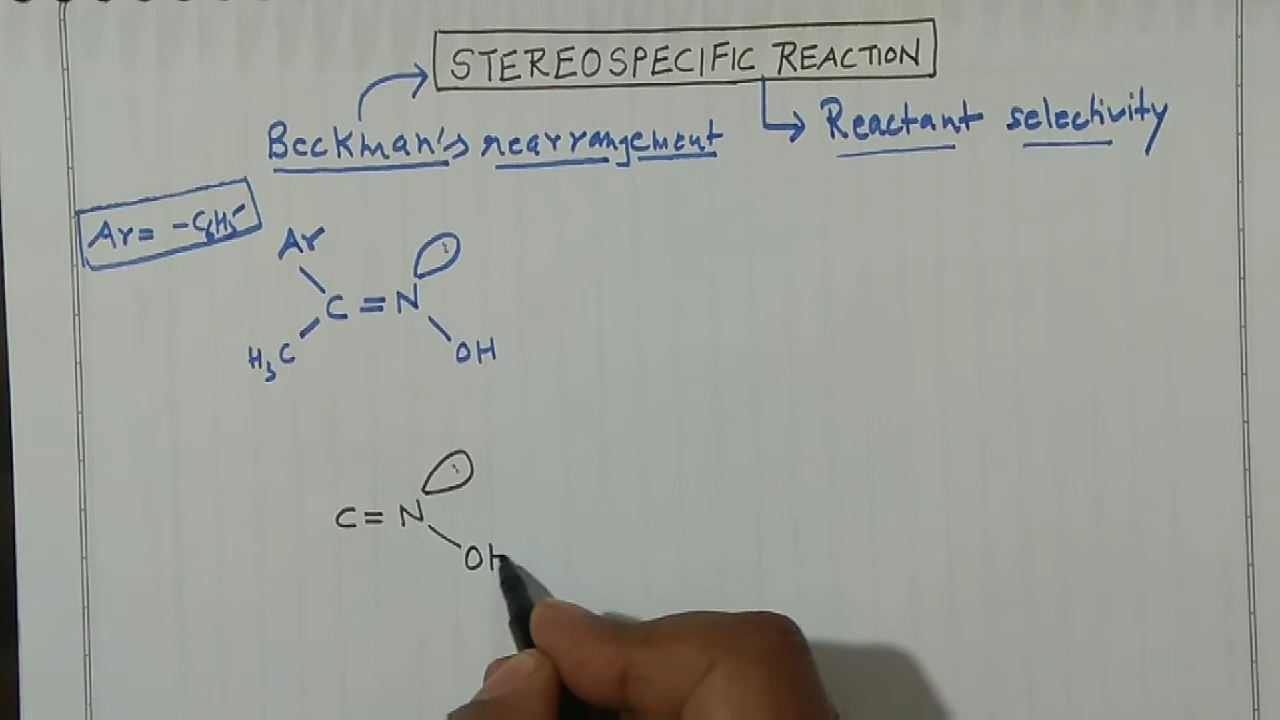 STEREOSPECIFIC REACTION
Beckman's rearrangement
Reactant selectivity
Ar = -C6H5
Ar
C = N
H3C
OH
C = N
OH